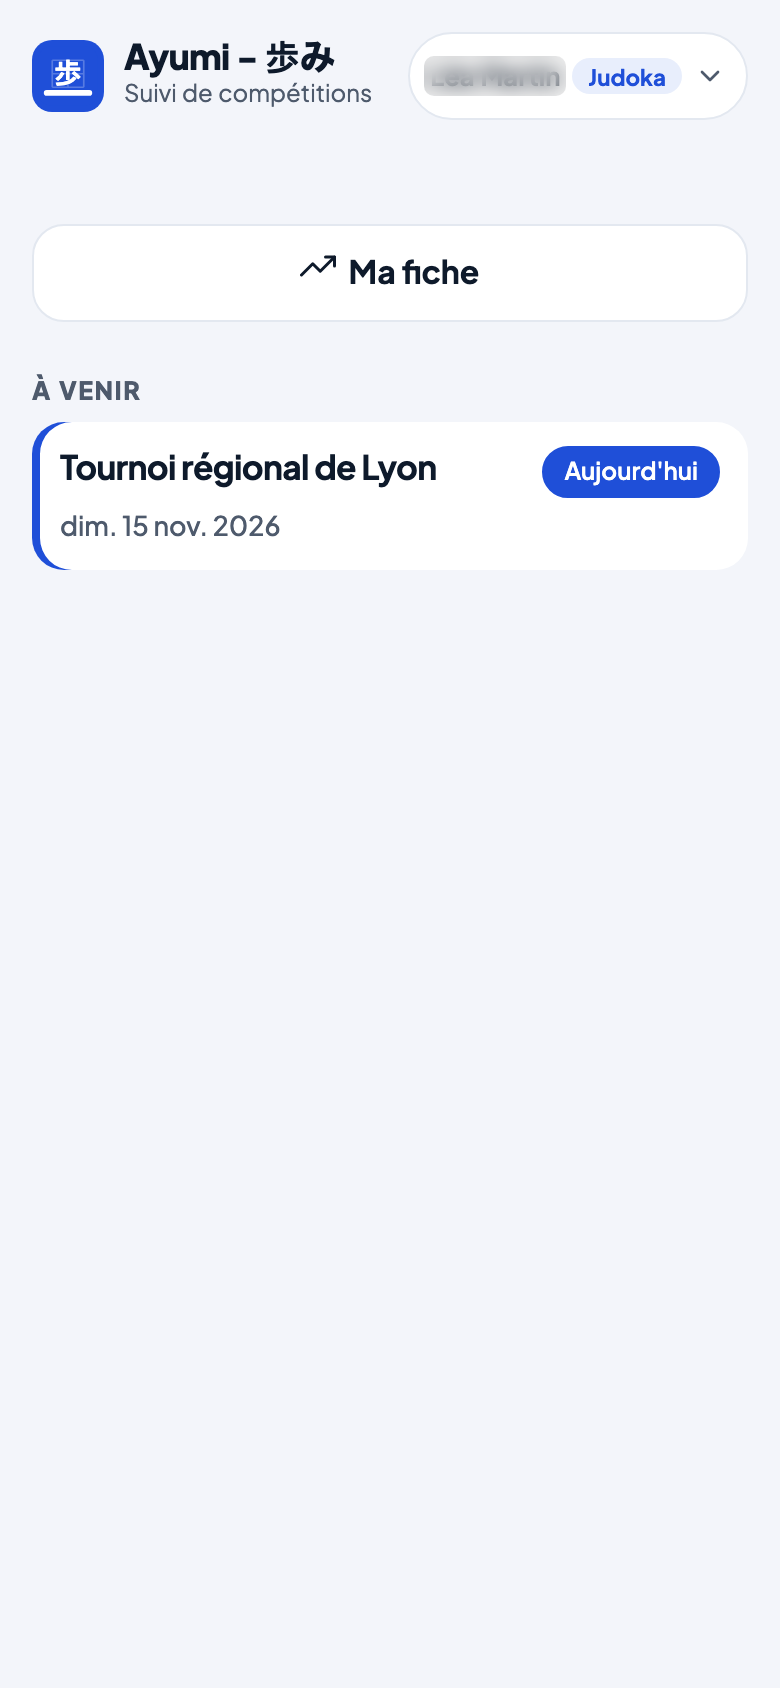 歩
Ayumi – 歩み
Suivi de compétitions
Judoka
Ma fiche
À VENIR
Tournoi régional de Lyon
Aujourd'hui
dim. 15 nov. 2026